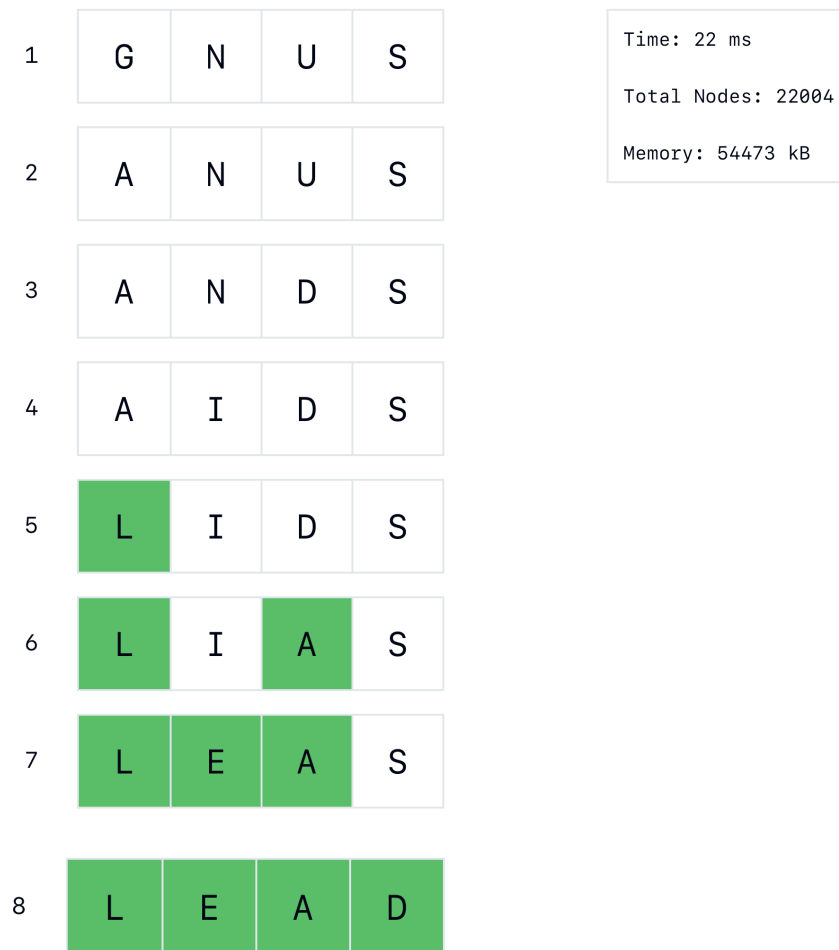 1 G N U S
2 A N U S
3 A N D S
4 A I D S
5 L I D S
6 L I A S
7 L E A S
8 L E A D
Time: 22 ms
Total Nodes: 22004
Memory: 54473 kB